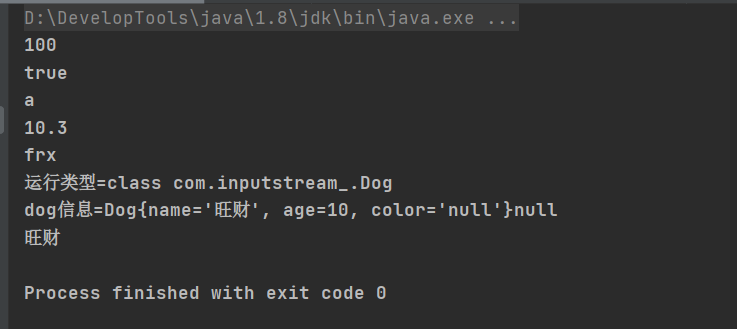 D:\DevelopTools\java\1.8\jdk\bin\java.exe ...
100
true
a
10.3
frx
运行类型=class com.inputstream_.Dog
dog信息=Dog{name='旺财', age=10, color='null'}null
旺财
Process finished with exit code 0